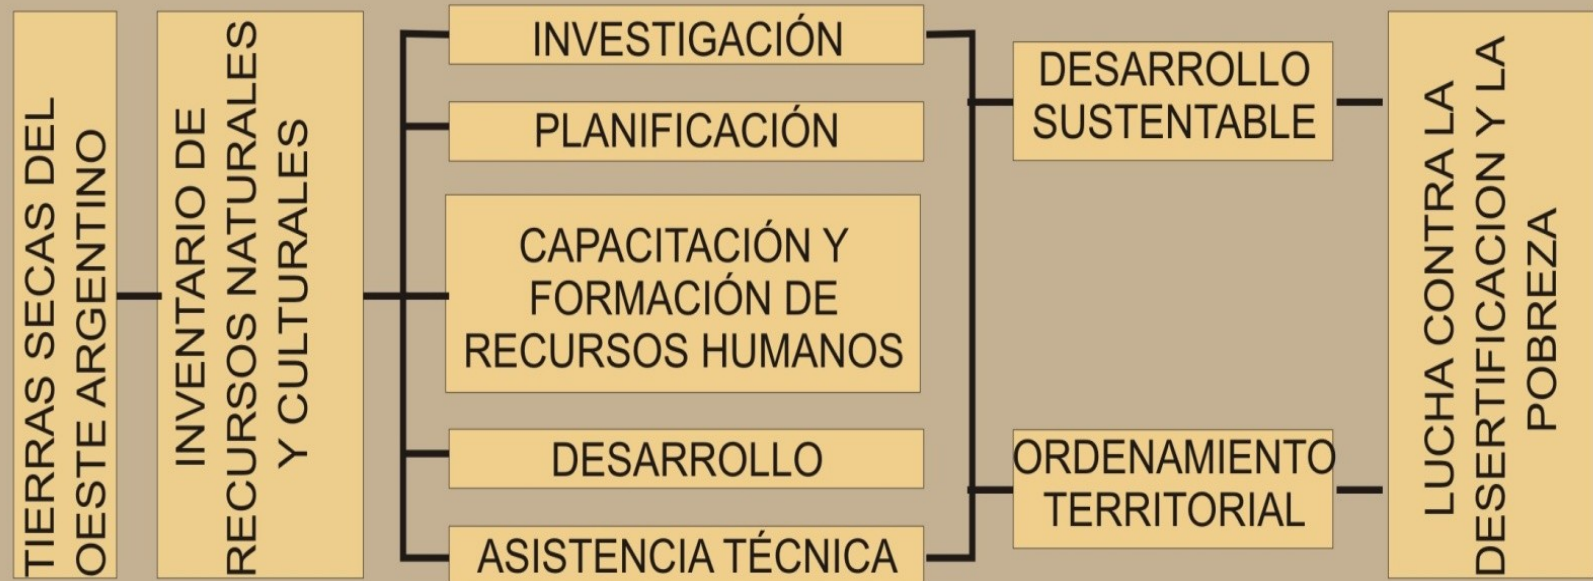 TIERRAS SECAS DEL
OESTE ARGENTINO
INVENTARIO DE
RECURSOS NATURALES
Y CULTURALES
INVESTIGACIÓN
PLANIFICACIÓN
CAPACITACIÓN Y
FORMACIÓN DE
RECURSOS HUMANOS
DESARROLLO
ASISTENCIA TÉCNICA
DESARROLLO
SUSTENTABLE
ORDENAMIENTO
TERRITORIAL
LUCHA CONTRA LA
DESERTIFICACION Y LA
POBREZA